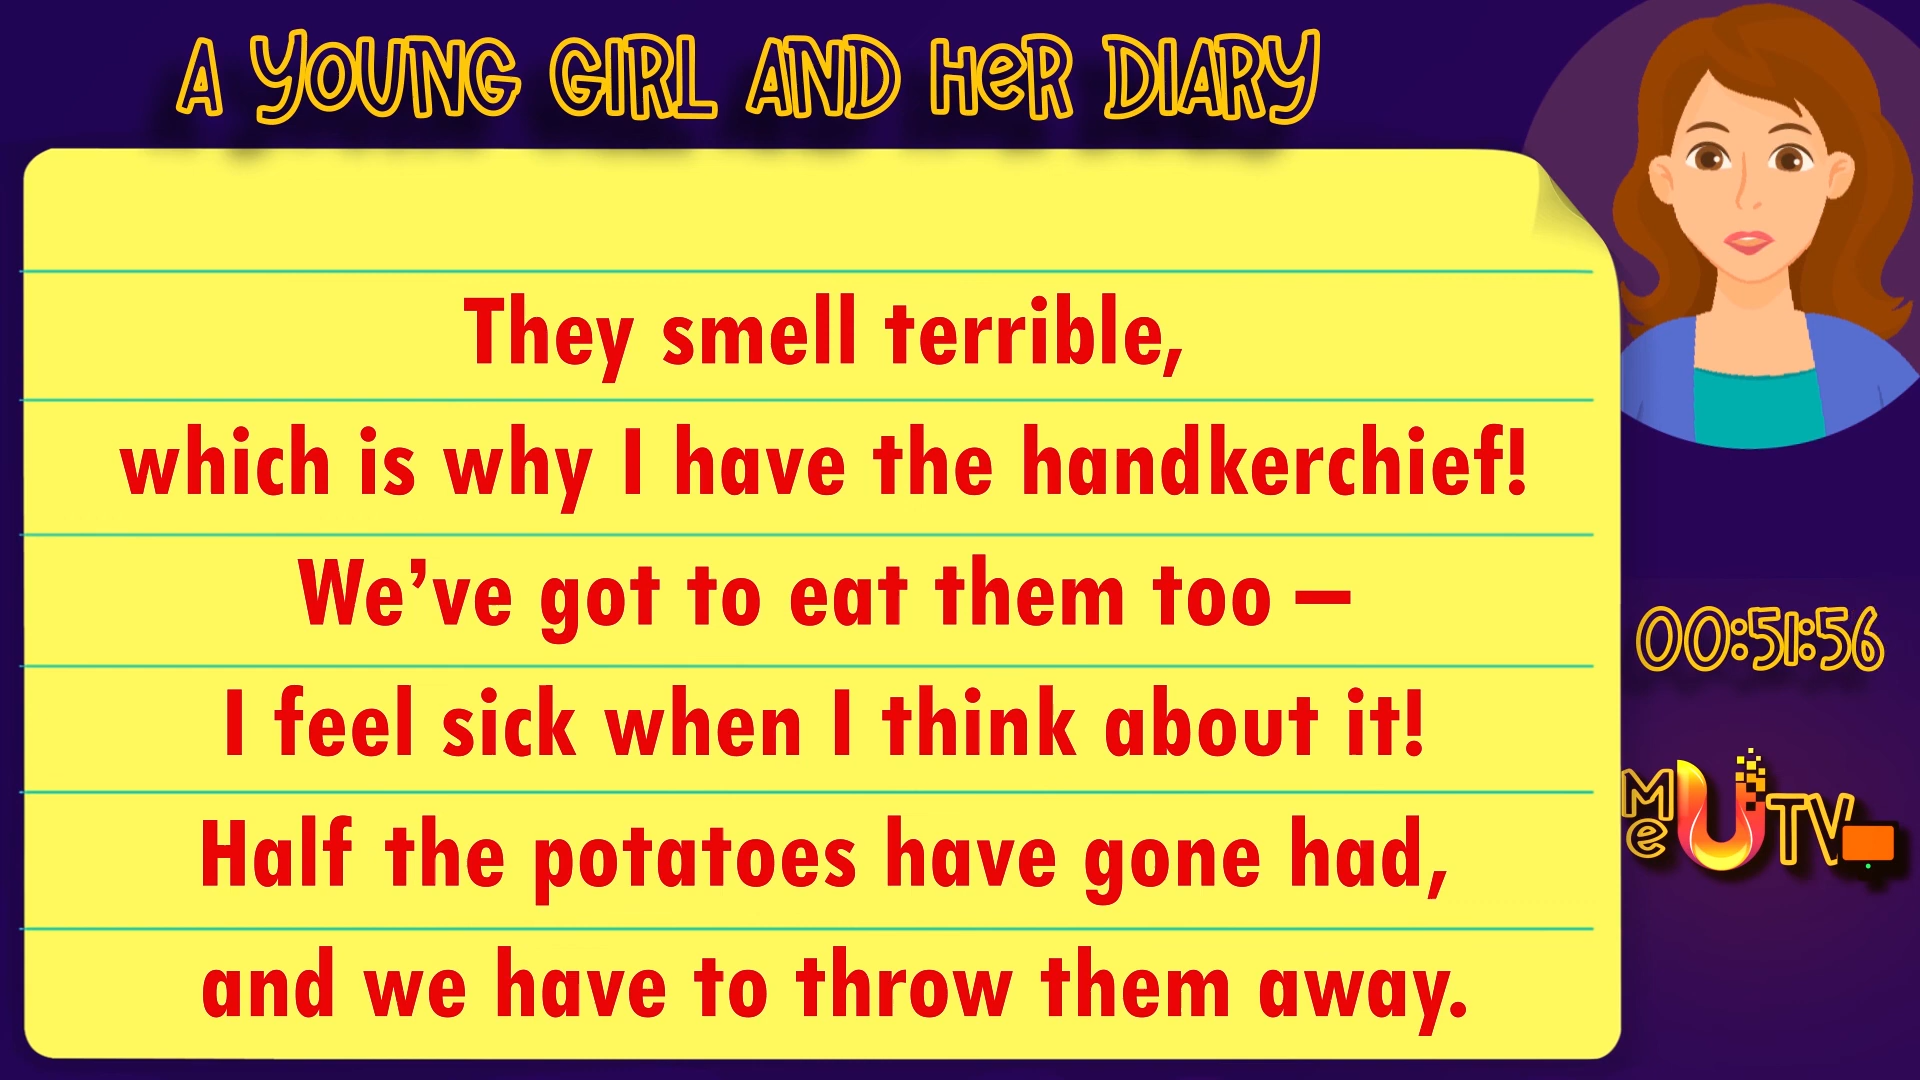 A YOUNG GIRL AND HeR DIARY
They smell terrible,
which is why I have the handkerchief!
We’ve got to eat them too –
I feel sick when I think about it!
Half the potatoes have gone had,
and we have to throw them away.
00:51:56
Me U TV